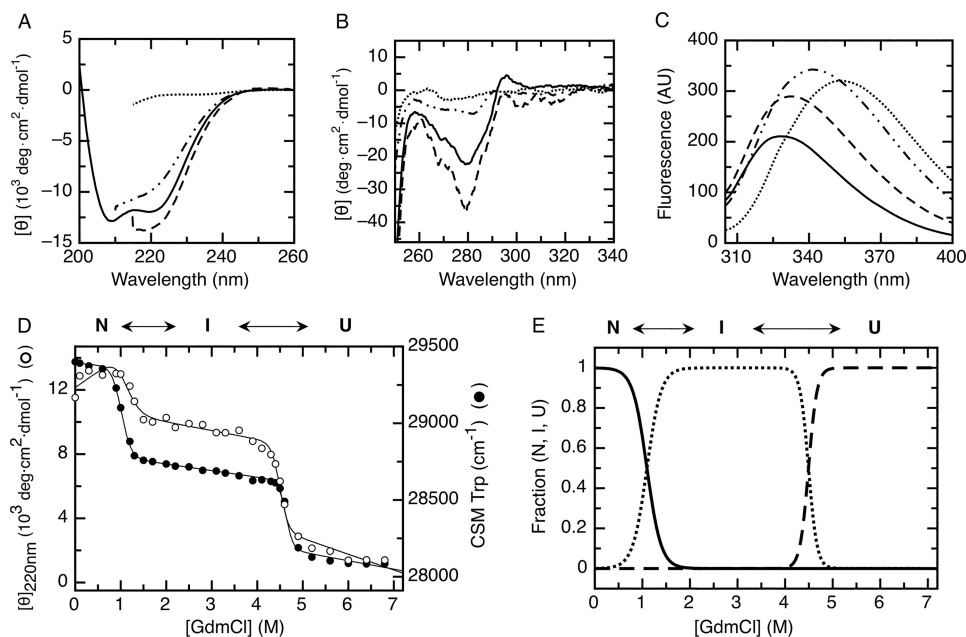 A
5
0
−5
−10
−15
200
220
240
260
[θ] (10³ deg·cm²·dmol⁻¹)
Wavelength (nm)
B
10
0
−10
−20
−30
−40
260
280
300
320
340
[θ] (deg·cm²·dmol⁻¹)
Wavelength (nm)
C
400
300
200
100
0
310
340
370
400
Fluorescence (AU)
Wavelength (nm)
D
N
I
U
12
8
4
0
29500
29000
28500
28000
0
1
2
3
4
5
6
7
[θ]220nm (10³ deg·cm²·dmol⁻¹) (o)
CSM Trp (cm⁻¹) (●)
[GdmCl] (M)
E
N
I
U
1
0.8
0.6
0.4
0.2
0
0
1
2
3
4
5
6
7
Fraction (N, I, U)
[GdmCl] (M)